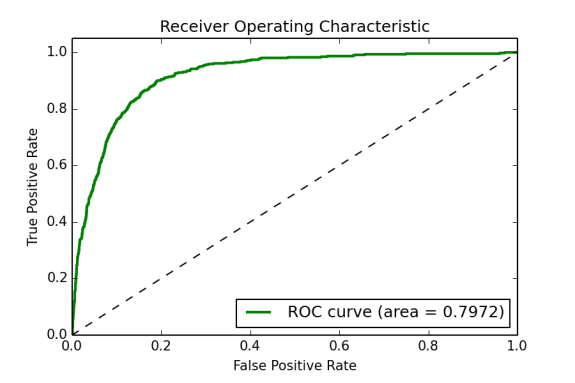 Receiver Operating Characteristic
True Positive Rate
1.0
0.8
0.6
0.4
0.2
0.0
ROC curve (area = 0.7972)
0.0 0.2 0.4 0.6 0.8 1.0
False Positive Rate